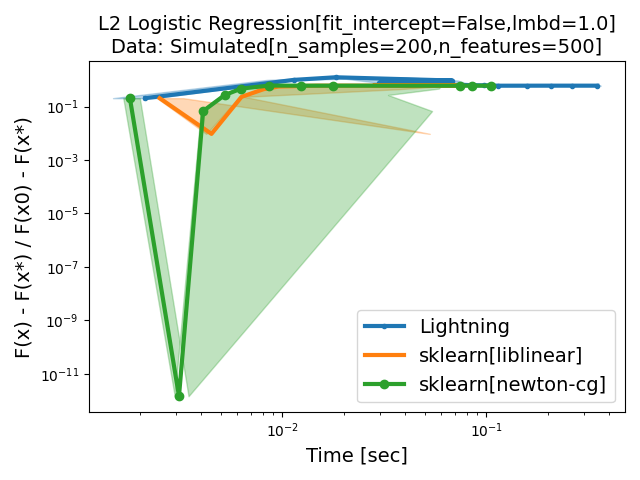 L2 Logistic Regression[fit_intercept=False,lmbd=1.0]
Data: Simulated[n_samples=200,n_features=500]
F(x) - F(x*) / F(x0) - F(x*)
10⁻¹
10⁻³
10⁻⁵
10⁻⁷
10⁻⁹
10⁻¹¹
Lightning
sklearn[liblinear]
sklearn[newton-cg]
10⁻² 10⁻¹
Time [sec]